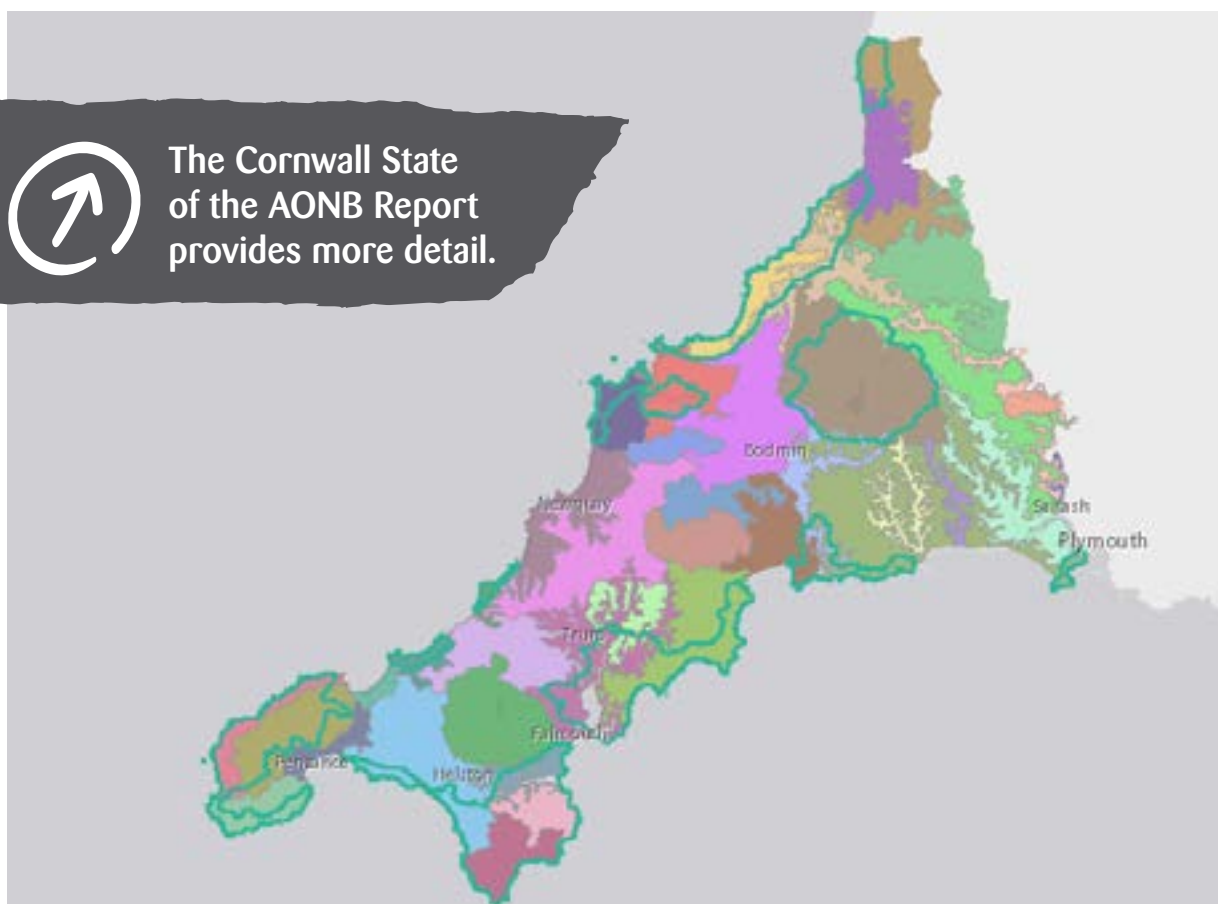 The Cornwall State
of the AONB Report
provides more detail.
Bodmin
Newquay
Saltash
Plymouth
Truro
Falmouth
Penzance
Helston